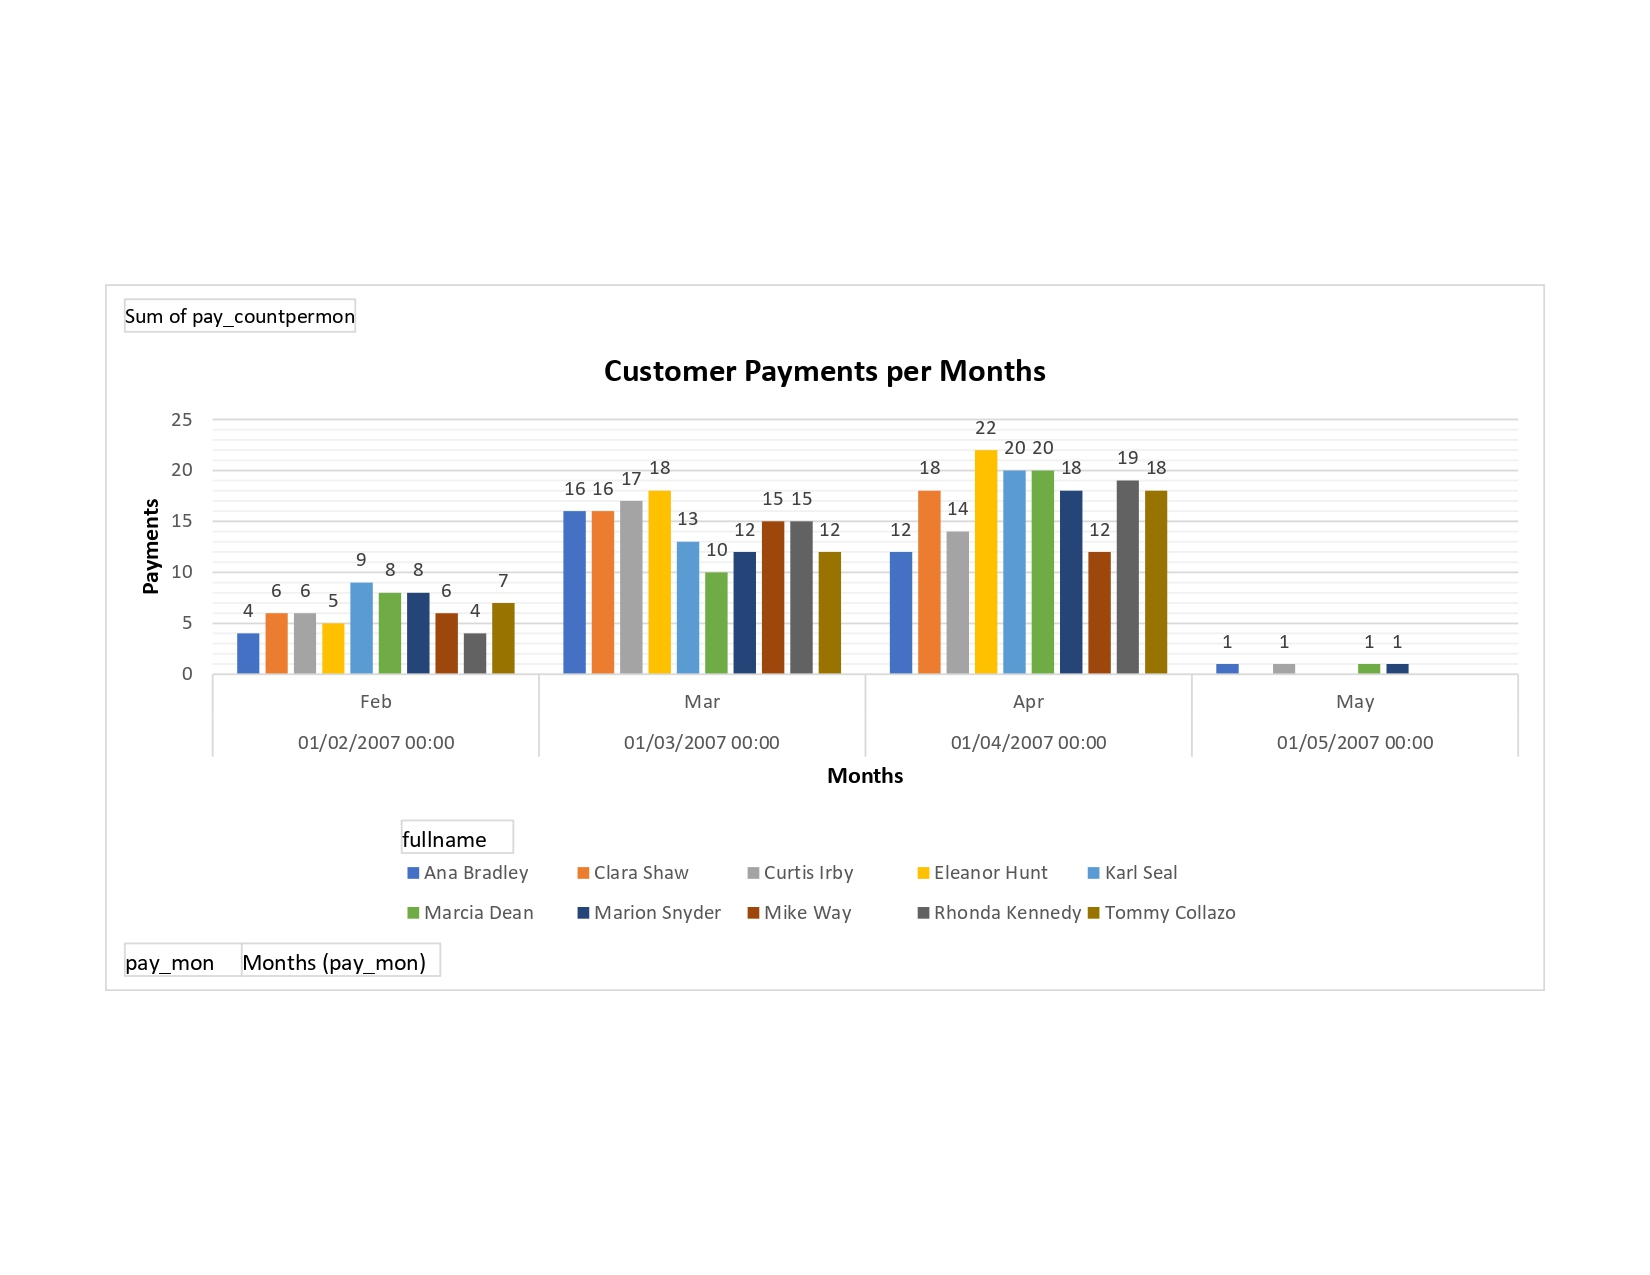 Sum of pay_countpermon
Customer Payments per Months
Payments
25
20
15
10
5
0
4 6 6 5 9 8 8 6 4 7
16 16 17 18 13 10 12 15 15 12
12 18 14 22 20 20 18 12 19 18
1 1 1 1
Feb Mar Apr May
01/02/2007 00:00 01/03/2007 00:00 01/04/2007 00:00 01/05/2007 00:00
Months
fullname
Ana Bradley Clara Shaw Curtis Irby Eleanor Hunt Karl Seal
Marcia Dean Marion Snyder Mike Way Rhonda Kennedy Tommy Collazo
pay_mon Months (pay_mon)